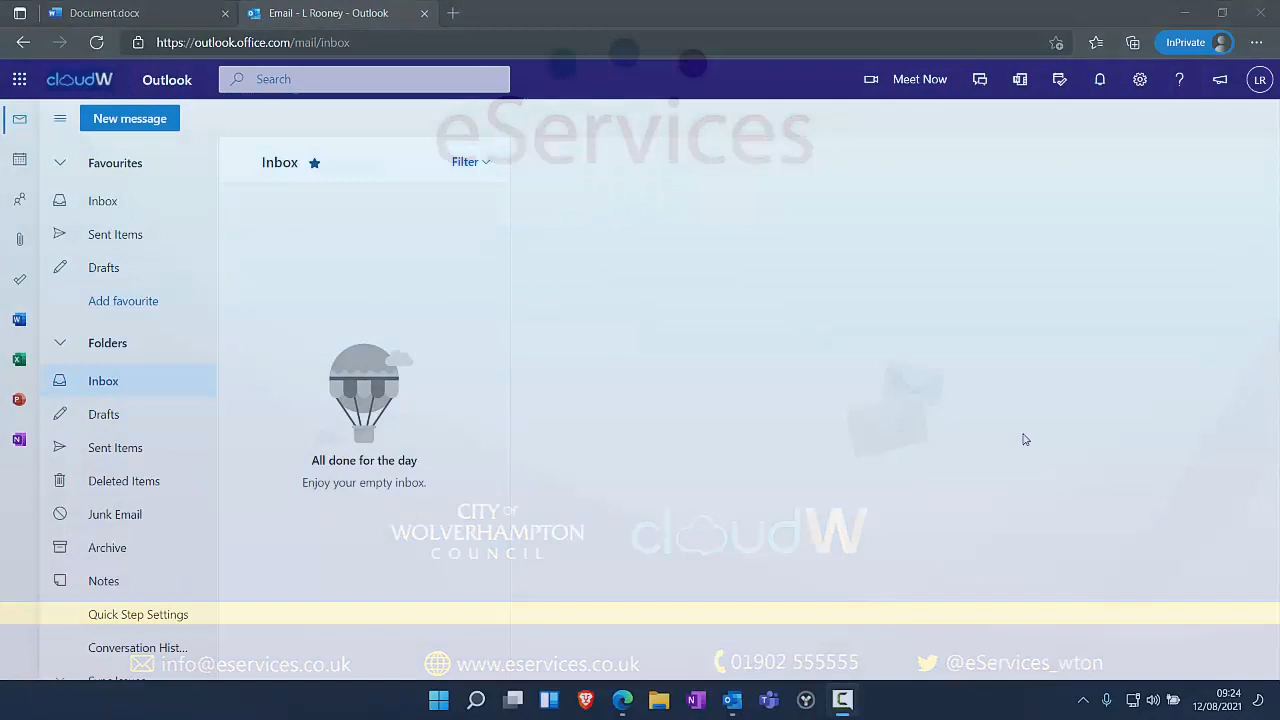 Document.docx
Email - L Rooney - Outlook
https://outlook.office.com/mail/inbox
InPrivate
cloudW
Outlook
Search
Meet Now
LR
New message
eServices
Favourites
Inbox
Filter
Inbox
Sent Items
Drafts
Add favourite
Folders
Inbox
Drafts
Sent Items
Deleted Items
Junk Email
Archive
Notes
Quick Step Settings
Conversation Hist...
All done for the day
Enjoy your empty inbox.
CITY OF
WOLVERHAMPTON
COUNCIL
cloudW
info@eservices.co.uk
www.eservices.co.uk
01902 555555
@eServices_wton
09:24
12/08/2021